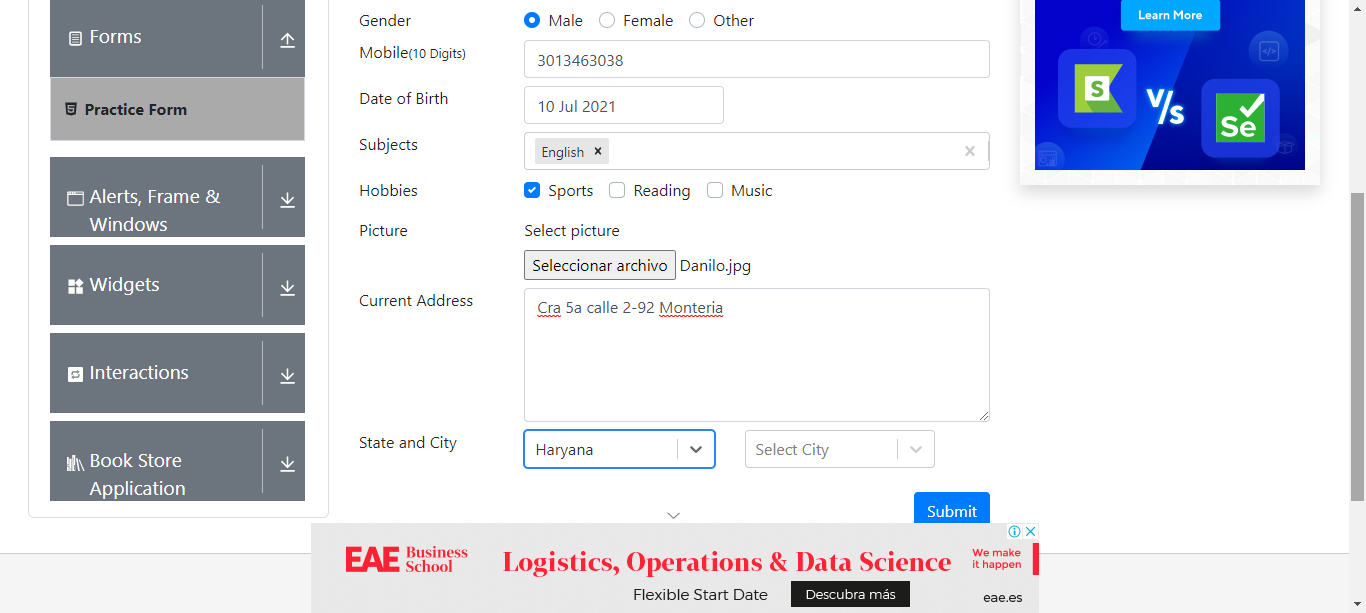 Forms
Practice Form
Alerts, Frame &
Windows
Widgets
Interactions
Book Store
Application
Gender
Male Female Other
Mobile(10 Digits)
3013463038
Date of Birth
10 Jul 2021
Subjects
English ×
Hobbies
Sports Reading Music
Picture
Select picture
Seleccionar archivo Danilo.jpg
Current Address
Cra 5a calle 2-92 Monteria
State and City
Haryana
Select City
Submit
Learn More
S
V/s
Se
EAE Business
School
Logistics, Operations & Data Science
Flexible Start Date
Descubra más
We make
it happen
eae.es